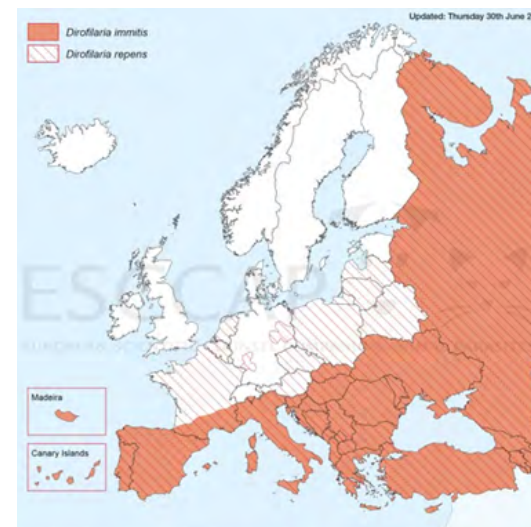 Updated: Thursday 30th June 2
Dirofilaria immitis
Dirofilaria repens
ESCCAP
Madeira
Canary Islands